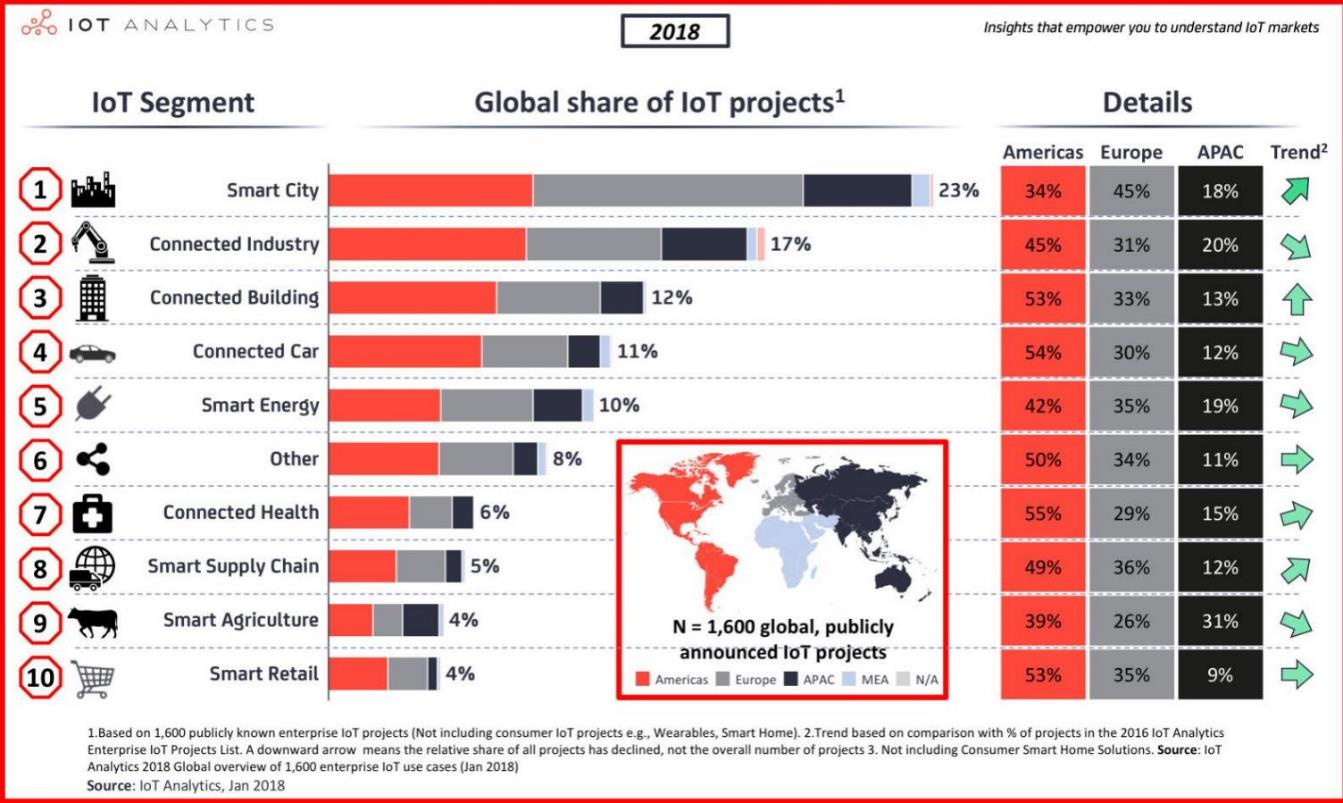 IOT ANALYTICS
2018
Insights that empower you to understand IoT markets
IoT Segment
Global share of IoT projects1
Details
Americas Europe APAC Trend2
1 Smart City 23% 34% 45% 18%
2 Connected Industry 17% 45% 31% 20%
3 Connected Building 12% 53% 33% 13%
4 Connected Car 11% 54% 30% 12%
5 Smart Energy 10% 42% 35% 19%
6 Other 8% 50% 34% 11%
7 Connected Health 6% 55% 29% 15%
8 Smart Supply Chain 5% 49% 36% 12%
9 Smart Agriculture 4% 39% 26% 31%
10 Smart Retail 4% 53% 35% 9%
N = 1,600 global, publicly
announced IoT projects
Americas Europe APAC MEA N/A
1.Based on 1,600 publicly known enterprise IoT projects (Not including consumer IoT projects e.g., Wearables, Smart Home). 2.Trend based on comparison with % of projects in the 2016 IoT Analytics
Enterprise IoT Projects List. A downward arrow means the relative share of all projects has declined, not the overall number of projects 3. Not including Consumer Smart Home Solutions. Source: IoT
Analytics 2018 Global overview of 1,600 enterprise IoT use cases (Jan 2018)
Source: IoT Analytics, Jan 2018